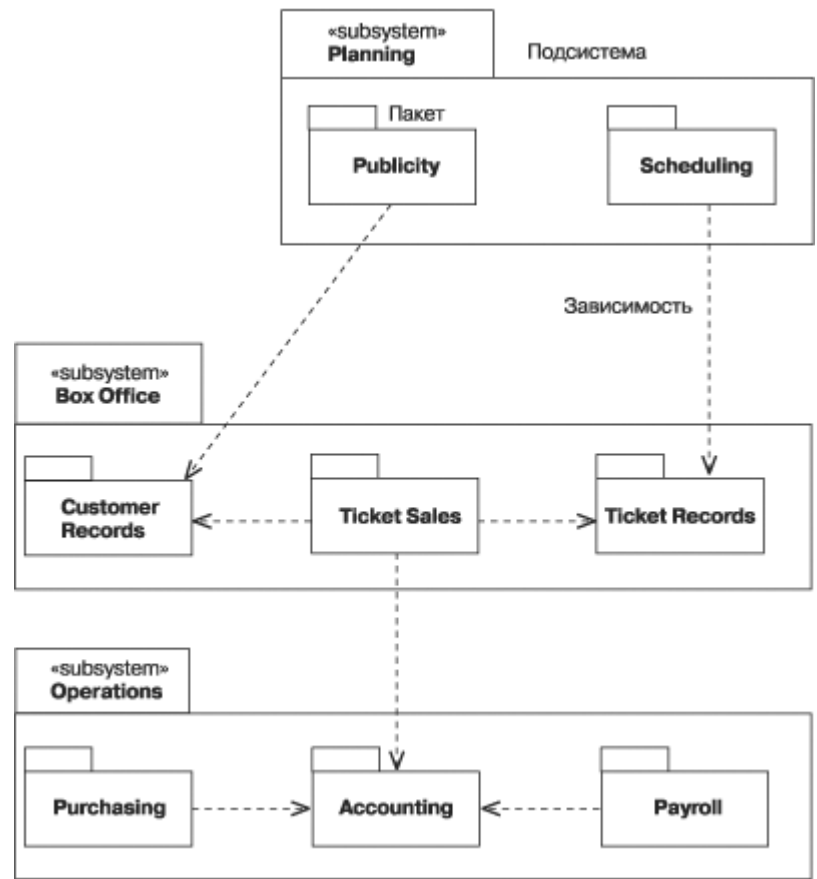 «subsystem»
Planning
Подсистема
Пакет
Publicity
Scheduling
Зависимость
«subsystem»
Box Office
Customer
Records
Ticket Sales
Ticket Records
«subsystem»
Operations
Purchasing
Accounting
Payroll